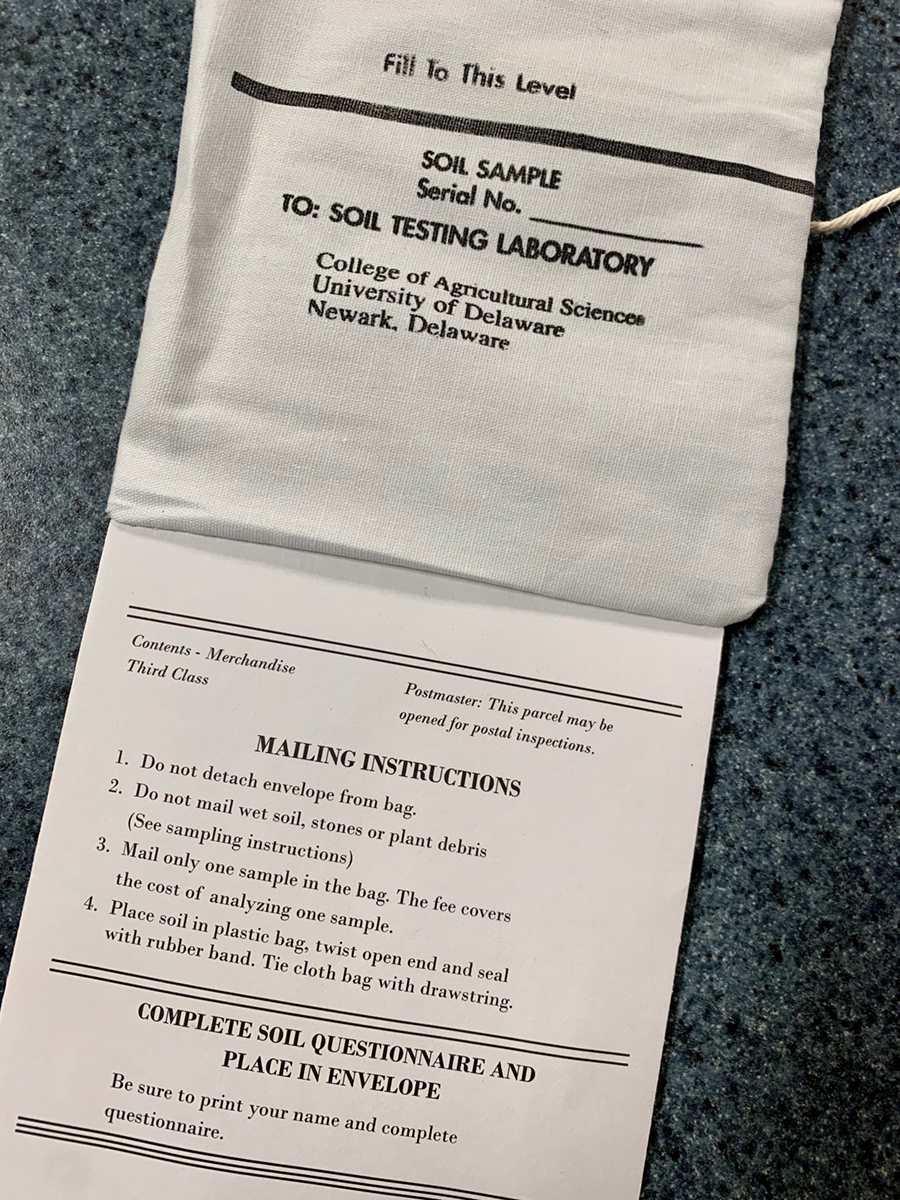 Fill To This Level
SOIL SAMPLE
Serial No.
TO: SOIL TESTING LABORATORY
College of Agricultural Sciences
University of Delaware
Newark, Delaware
Contents - Merchandise
Third Class
Postmaster: This parcel may be
opened for postal inspections.
MAILING INSTRUCTIONS
1. Do not detach envelope from bag.
2. Do not mail wet soil, stones or plant debris
(See sampling instructions)
3. Mail only one sample in the bag. The fee covers
the cost of analyzing one sample.
4. Place soil in plastic bag, twist open end and seal
with rubber band. Tie cloth bag with drawstring.
COMPLETE SOIL QUESTIONNAIRE AND
PLACE IN ENVELOPE
Be sure to print your name and complete
questionnaire.